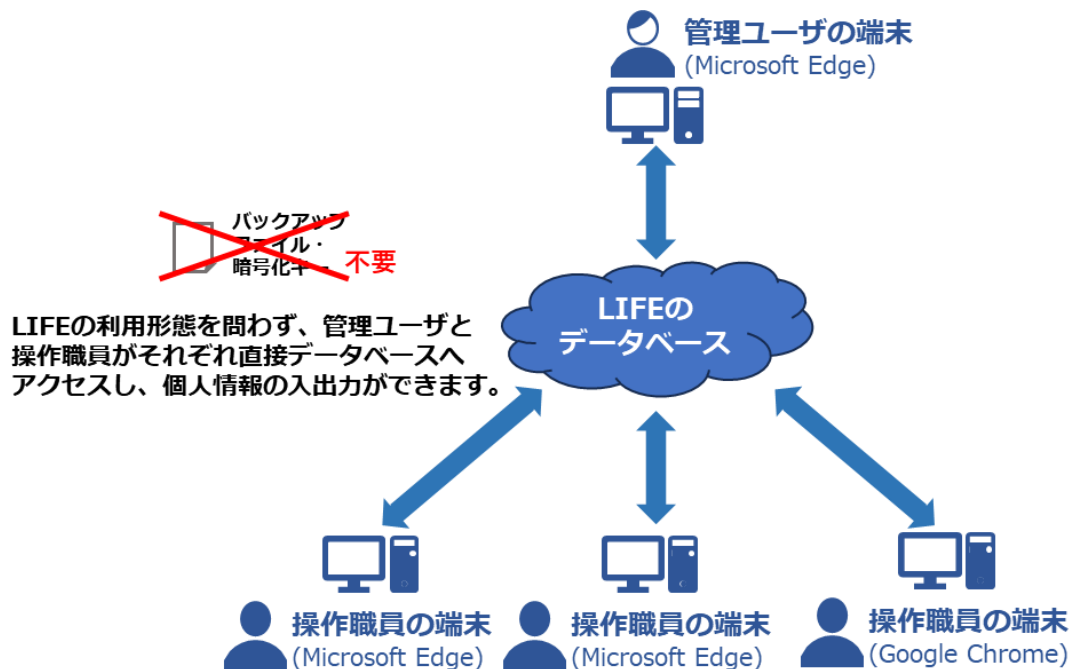 管理ユーザの端末
(Microsoft Edge)
バックアップ
ファイル・
暗号化キー
不要
LIFEの利用形態を問わず、管理ユーザと
操作職員がそれぞれ直接データベースへ
アクセスし、個人情報の入出力ができます。
LIFEの
データベース
操作職員の端末
(Microsoft Edge)
操作職員の端末
(Microsoft Edge)
操作職員の端末
(Google Chrome)